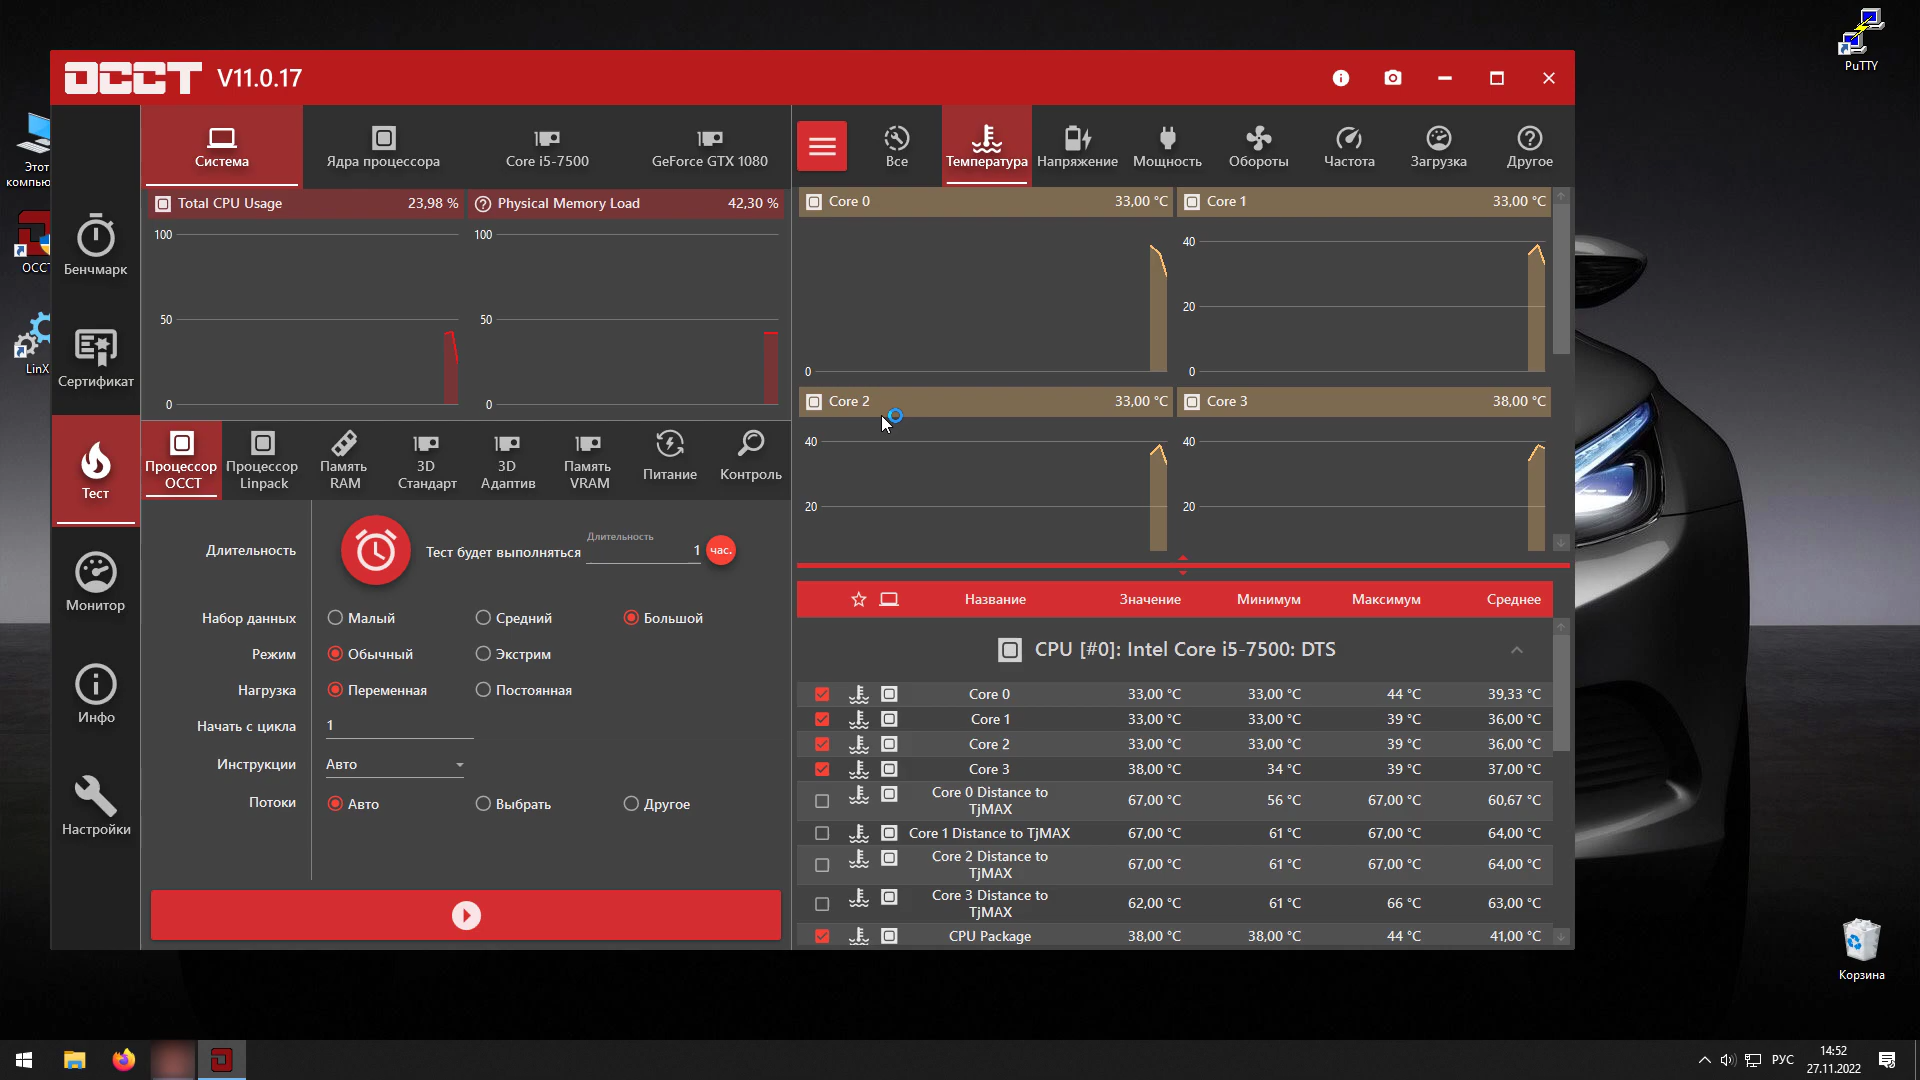 PuTTY
Этот
компью
OCCT
LinX
Корзина
OCCT V11.0.17
Бенчмарк
Сертификат
Тест
Монитор
Инфо
Настройки
Система
Ядра процессора
Core i5-7500
GeForce GTX 1080
Total CPU Usage 23,98 %
100
50
0
Physical Memory Load 42,30 %
100
50
0
Процессор
OCCT
Процессор
Linpack
Память
RAM
3D
Стандарт
3D
Адаптив
Память
VRAM
Питание
Контроль
Длительность Тест будет выполняться Длительность 1 час.
Набор данных Малый Средний Большой
Режим Обычный Экстрим
Нагрузка Переменная Постоянная
Начать с цикла 1
Инструкции Авто
Потоки Авто Выбрать Другое
Все
Температура
Напряжение
Мощность
Обороты
Частота
Загрузка
Другое
Core 0 33,00 °C
0
Core 1 33,00 °C
40
20
0
Core 2 33,00 °C
40
20
Core 3 38,00 °C
40
20
Название Значение Минимум Максимум Среднее
CPU [#0]: Intel Core i5-7500: DTS
Core 0 33,00 °C 33,00 °C 44 °C 39,33 °C
Core 1 33,00 °C 33,00 °C 39 °C 36,00 °C
Core 2 33,00 °C 33,00 °C 39 °C 36,00 °C
Core 3 38,00 °C 34 °C 39 °C 37,00 °C
Core 0 Distance to
TjMAX 67,00 °C 56 °C 67,00 °C 60,67 °C
Core 1 Distance to TjMAX 67,00 °C 61 °C 67,00 °C 64,00 °C
Core 2 Distance to
TjMAX 67,00 °C 61 °C 67,00 °C 64,00 °C
Core 3 Distance to
TjMAX 62,00 °C 61 °C 66 °C 63,00 °C
CPU Package 38,00 °C 38,00 °C 44 °C 41,00 °C
РУС
14:52
27.11.2022